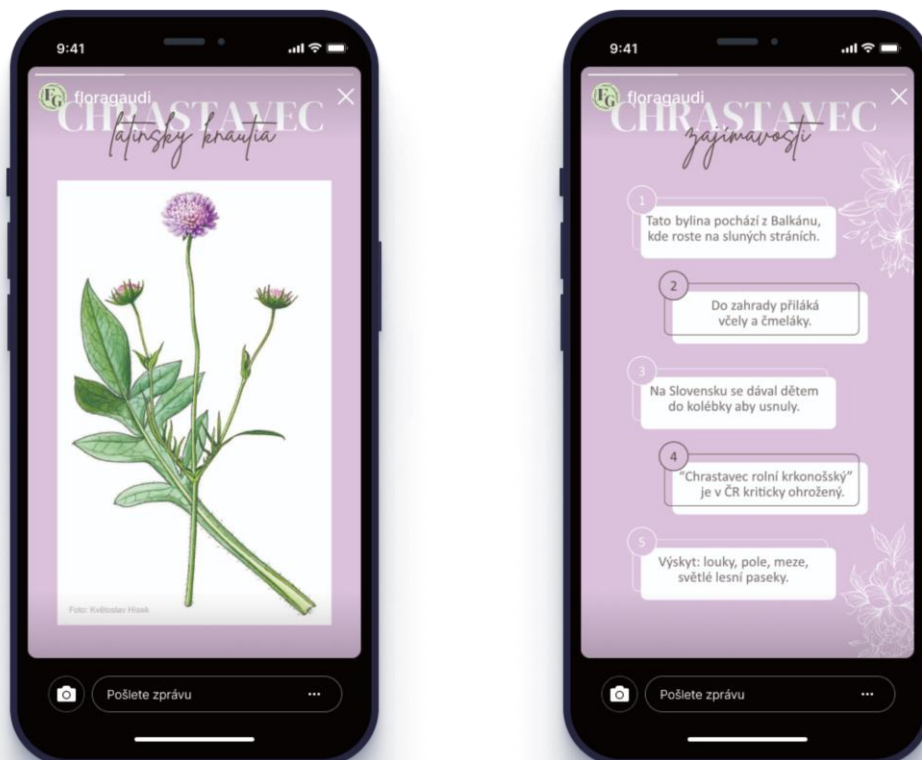 9:41
FG floragaudi
CHRASTAVEC
latinsky knautia
Foto: Květoslav Hísek
Pošlete zprávu
9:41
FG floragaudi
CHRASTAVEC
zajímavosti
1
Tato bylina pochází z Balkánu,
kde roste na sluných stráních.
2
Do zahrady přiláká
včely a čmeláky.
3
Na Slovensku se dával dětem
do kolébky aby usnuly.
4
"Chrastavec rolní krkonošský"
je v ČR kriticky ohrožený.
5
Výskyt: louky, pole, meze,
světlé lesní paseky.
Pošlete zprávu